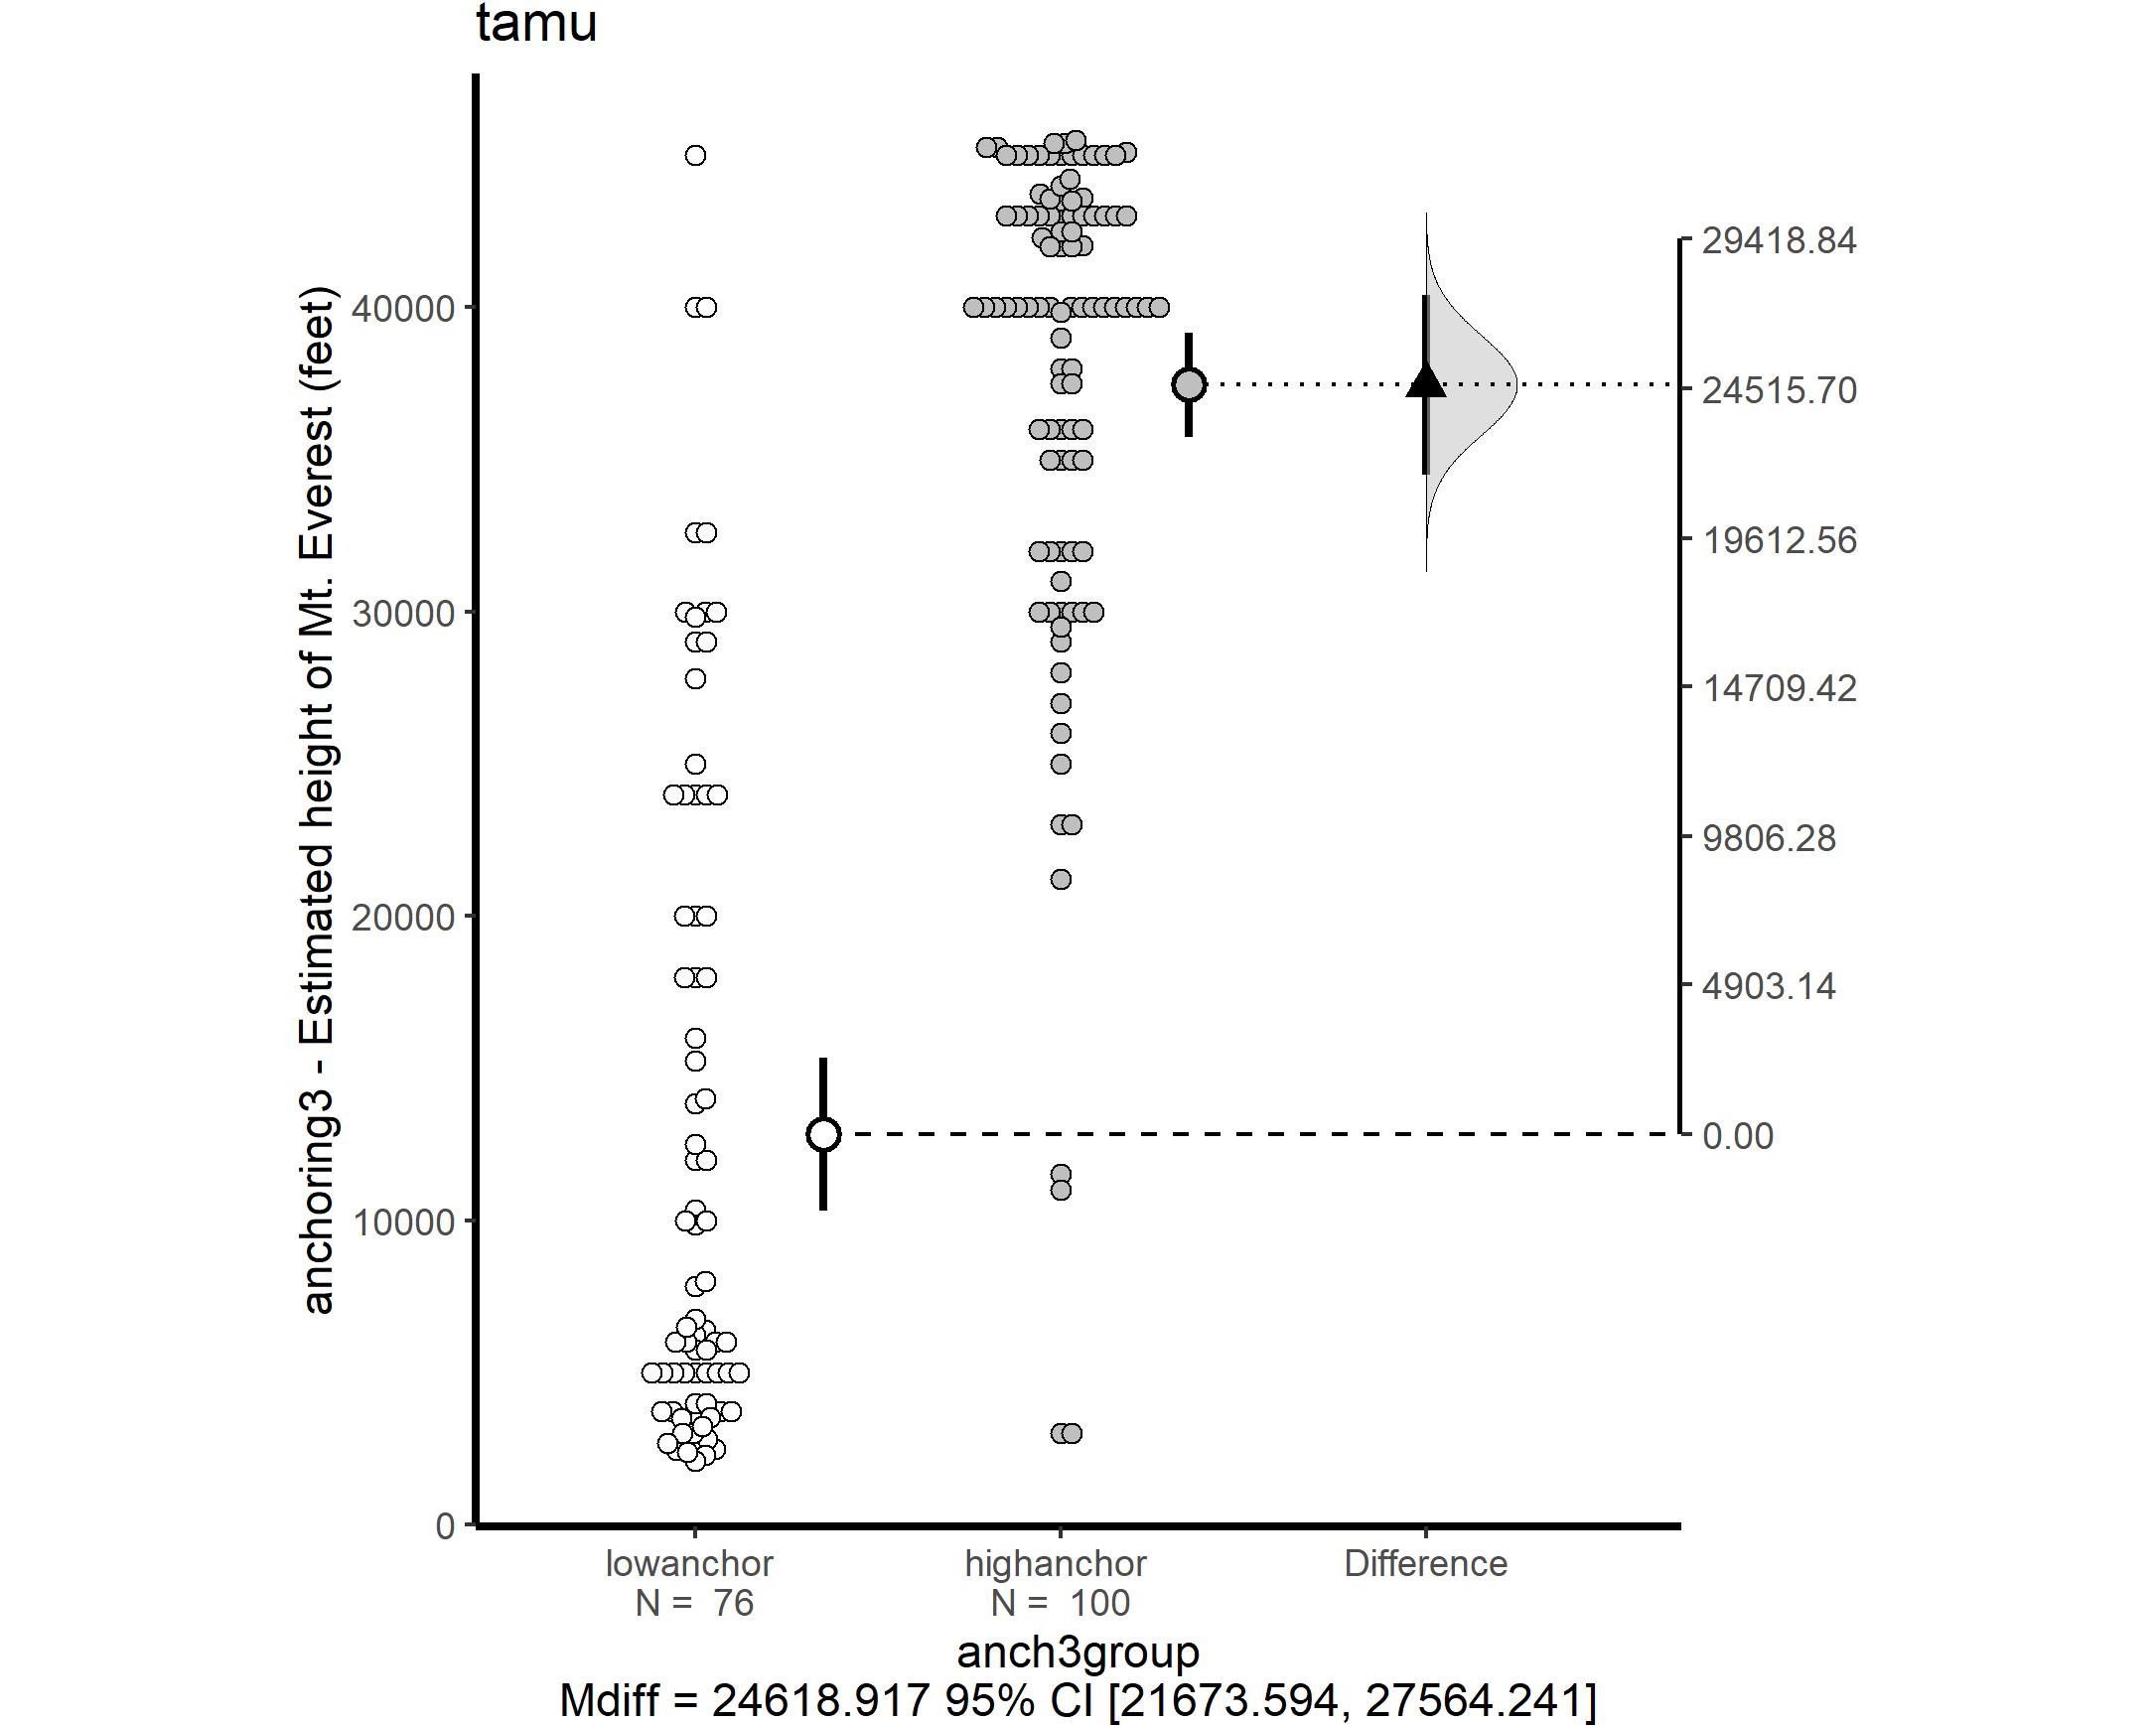 tamu
anchoring3 - Estimated height of Mt. Everest (feet)
40000
30000
20000
10000
0
29418.84
24515.70
19612.56
14709.42
9806.28
4903.14
0.00
lowanchor
N = 76
highanchor
N = 100
Difference
anch3group
Mdiff = 24618.917 95% CI [21673.594, 27564.241]